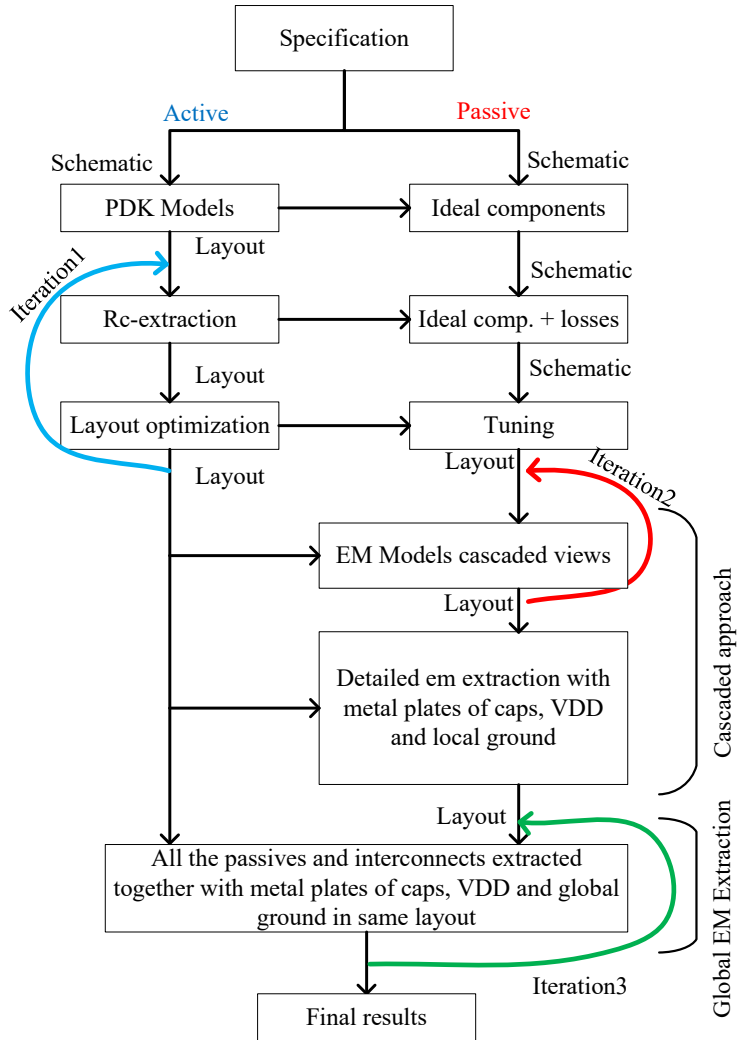 Specification
Active
Passive
Schematic
Schematic
PDK Models
Ideal components
Layout
Schematic
Iteration1
Rc-extraction
Ideal comp. + losses
Layout
Schematic
Layout optimization
Tuning
Layout
Layout
Iteration2
EM Models cascaded views
Layout
Detailed em extraction with
metal plates of caps, VDD
and local ground
Cascaded approach
Layout
All the passives and interconnects extracted
together with metal plates of caps, VDD and global
ground in same layout
Global EM Extraction
Iteration3
Final results